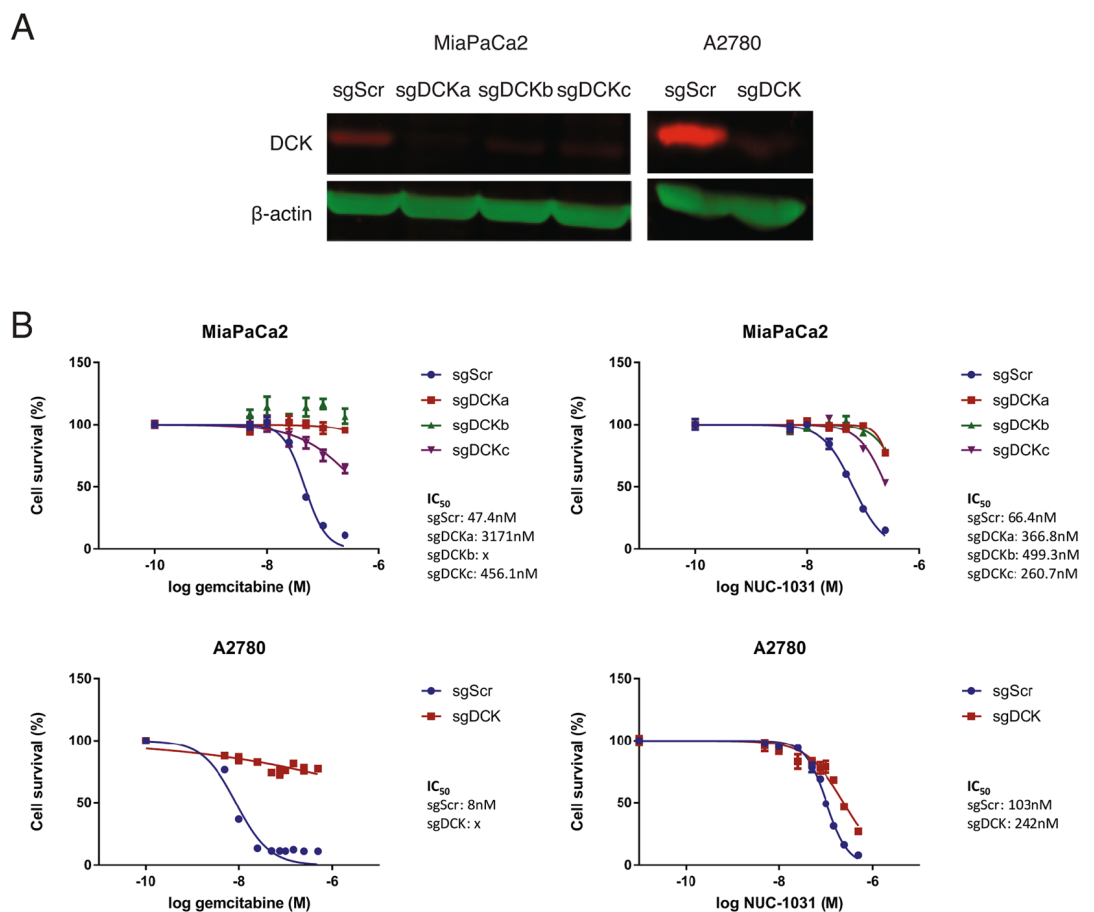 A
MiaPaCa2 A2780
sgScr sgDCKa sgDCKb sgDCKc sgScr sgDCK
DCK
β-actin
B
MiaPaCa2
150
100
50
0
Cell survival (%)
-10 -8 -6
log gemcitabine (M)
sgScr
sgDCKa
sgDCKb
sgDCKc
IC50
sgScr: 47.4nM
sgDCKa: 3171nM
sgDCKb: x
sgDCKc: 456.1nM
MiaPaCa2
150
100
50
0
Cell survival (%)
-10 -8 -6
log NUC-1031 (M)
sgScr
sgDCKa
sgDCKb
sgDCKc
IC50
sgScr: 66.4nM
sgDCKa: 366.8nM
sgDCKb: 499.3nM
sgDCKc: 260.7nM
A2780
150
100
50
0
Cell survival (%)
-10 -8 -6
log gemcitabine (M)
sgScr
sgDCK
IC50
sgScr: 8nM
sgDCK: x
A2780
150
100
50
0
Cell survival (%)
-10 -8 -6
log NUC-1031 (M)
sgScr
sgDCK
IC50
sgScr: 103nM
sgDCK: 242nM